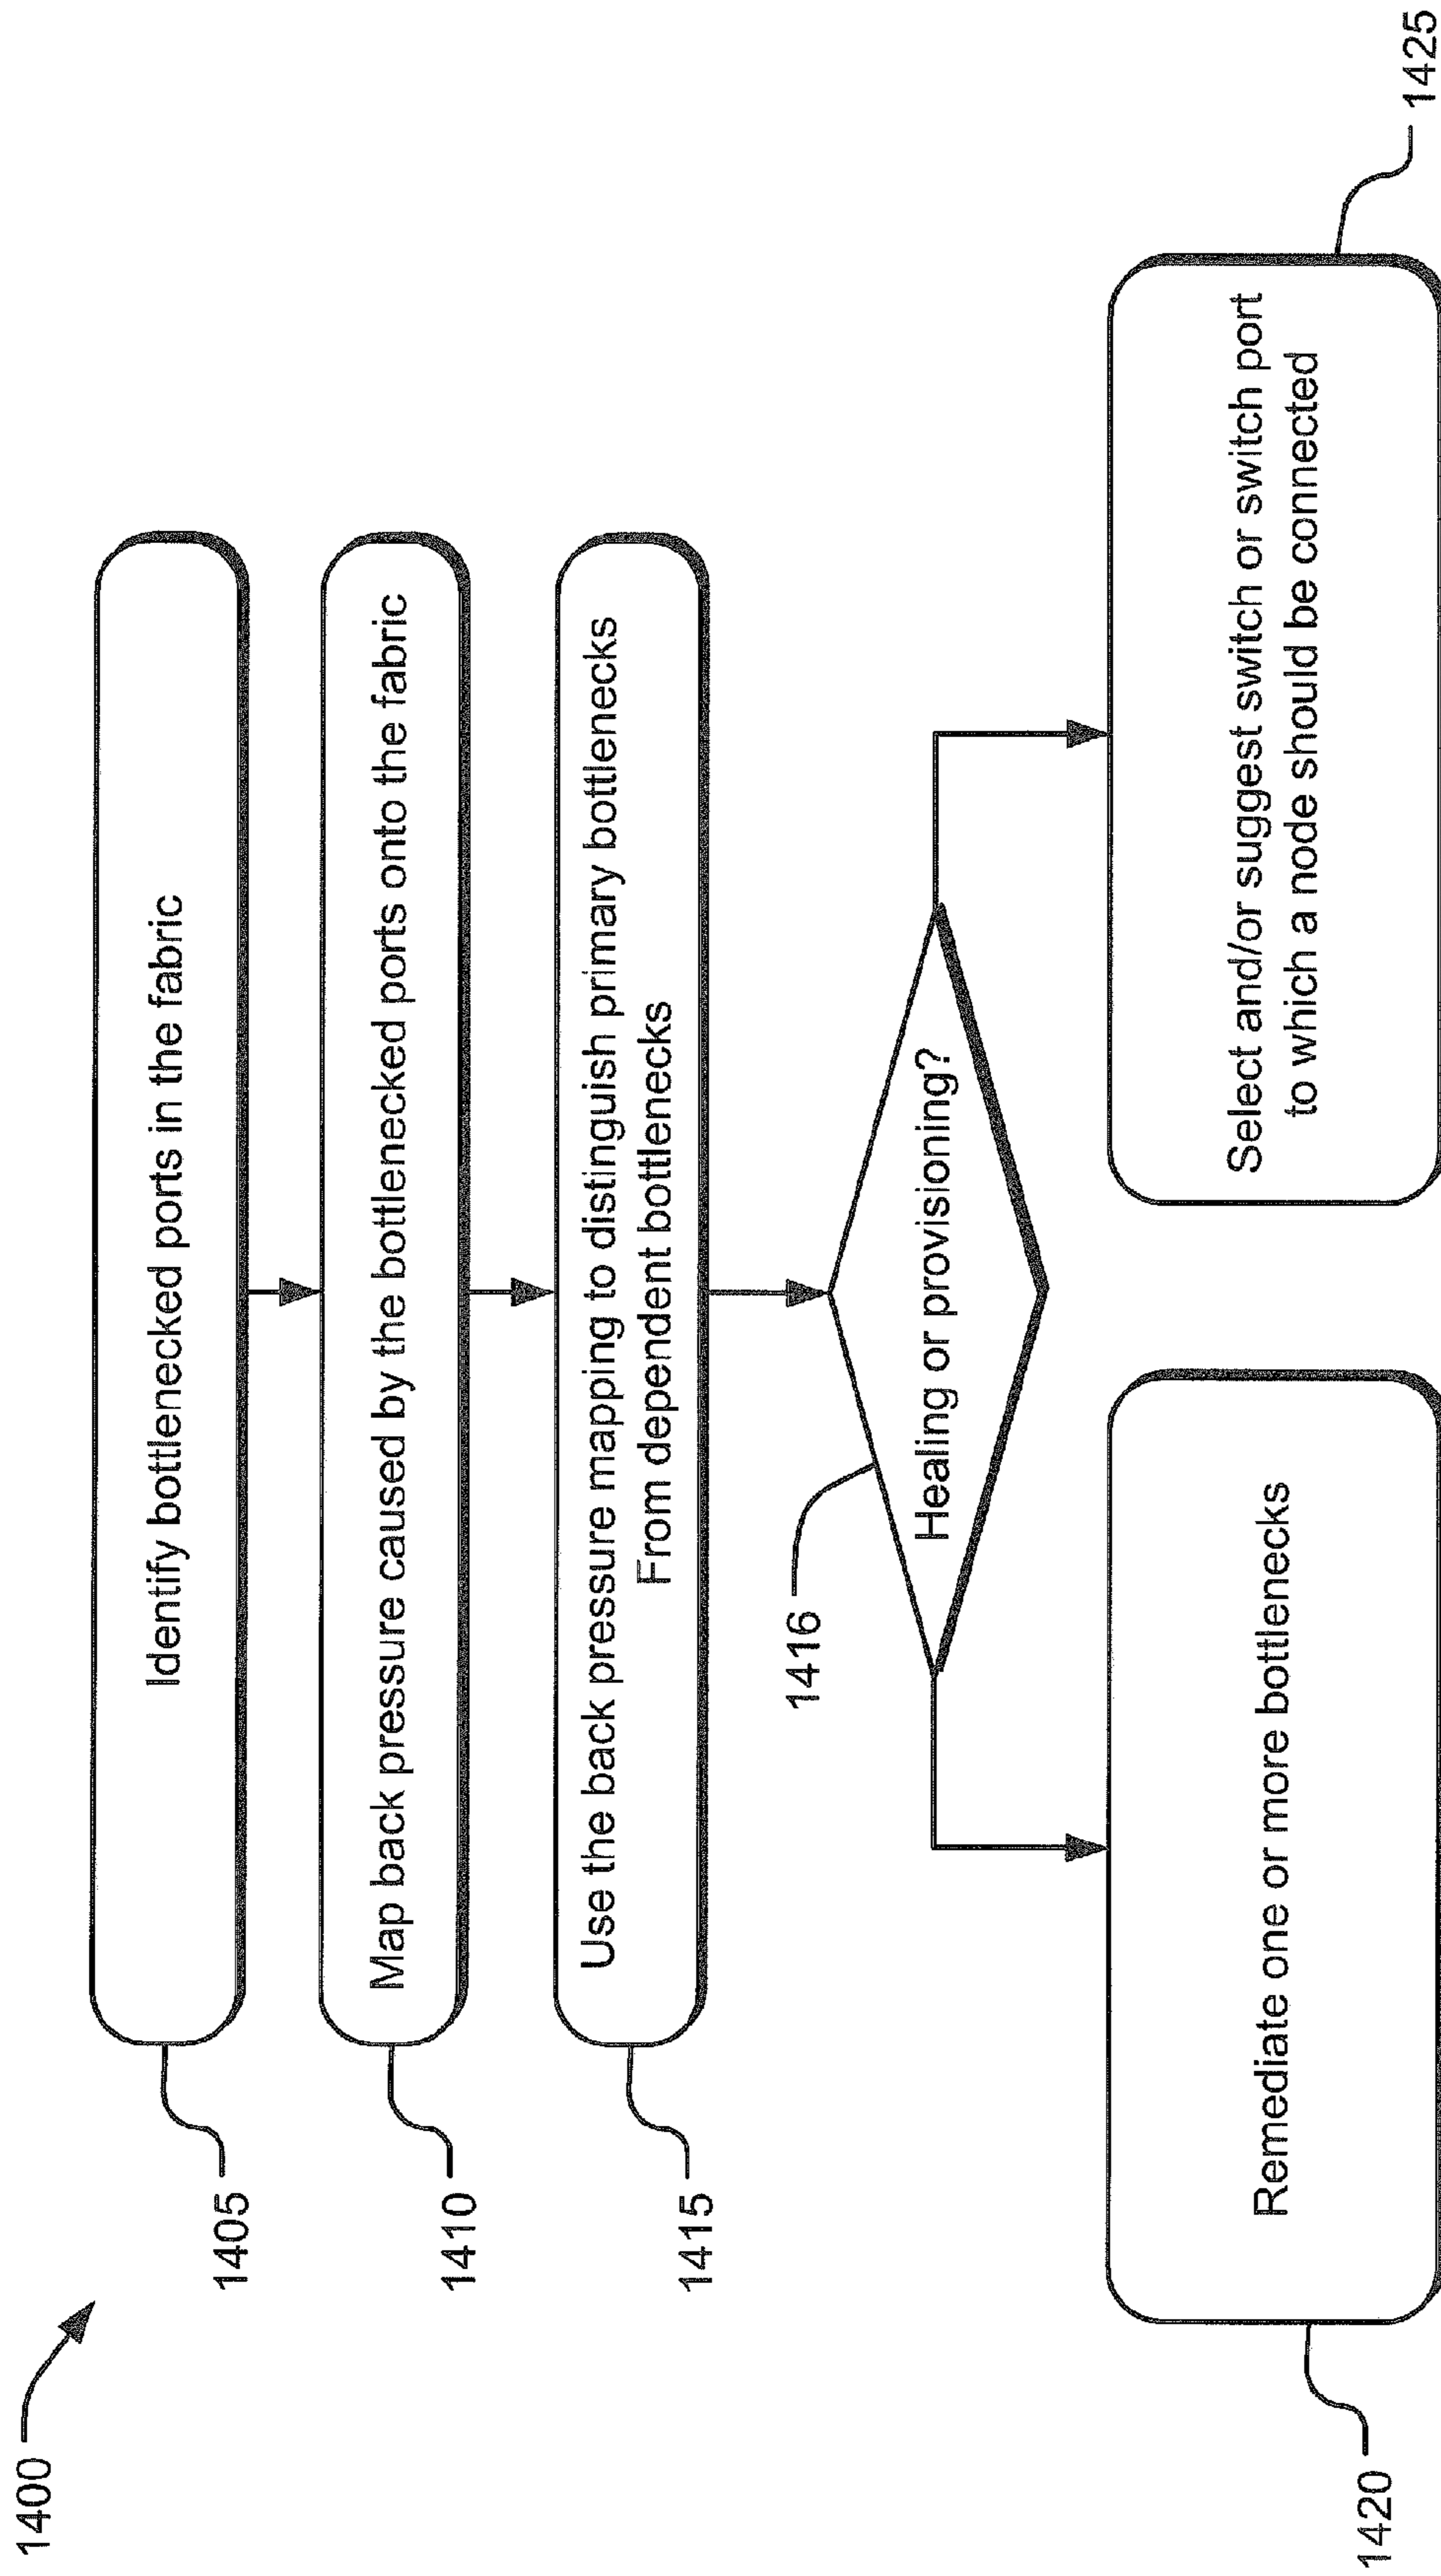 1400
Identify bottlenecked ports in the fabric
1405
Map back pressure caused by the bottlenecked ports onto the fabric
1410
Use the back pressure mapping to distinguish primary bottlenecks
From dependent bottlenecks
1415
1416
Healing or provisioning?
Remediate one or more bottlenecks
1420
Select and/or suggest switch or switch port
to which a node should be connected
1425